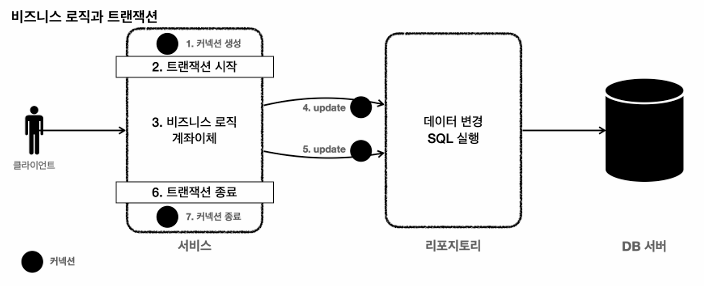 비즈니스 로직과 트랜잭션
1. 커넥션 생성
2. 트랜잭션 시작
3. 비즈니스 로직
계좌이체
4. update
5. update
6. 트랜잭션 종료
7. 커넥션 종료
데이터 변경
SQL 실행
클라이언트
서비스
리포지토리
DB 서버
커넥션